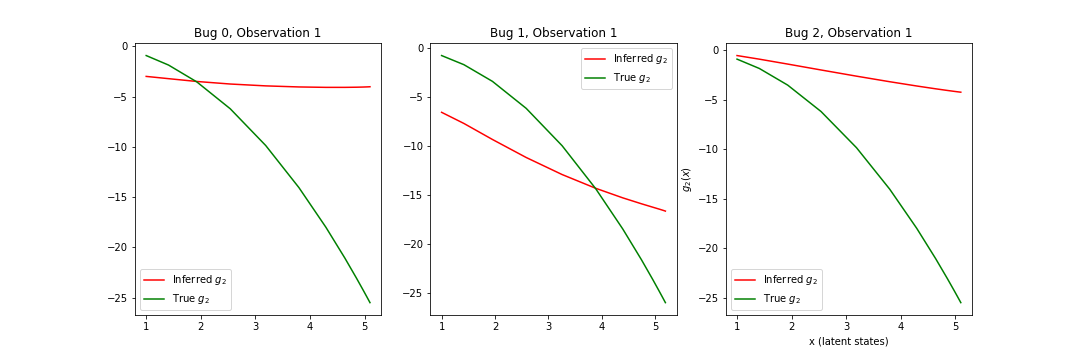 Bug 0, Observation 1
0
−5
−10
−15
−20
−25
Inferred g₂
True g₂
1 2 3 4 5
Bug 1, Observation 1
0
−5
−10
−15
−20
−25
Inferred g₂
True g₂
1 2 3 4 5
Bug 2, Observation 1
g₂(x)
0
−5
−10
−15
−20
−25
Inferred g₂
True g₂
1 2 3 4 5
x (latent states)